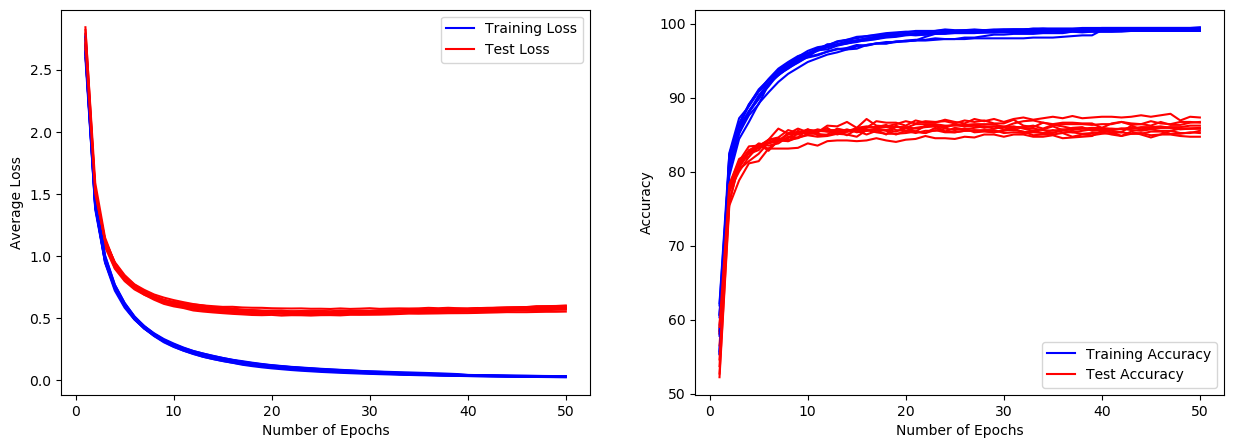 Training Loss
Test Loss
2.5
2.0
1.5
1.0
0.5
0.0
Average Loss
0 10 20 30 40 50
Number of Epochs
100
90
80
70
60
50
Accuracy
Training Accuracy
Test Accuracy
0 10 20 30 40 50
Number of Epochs